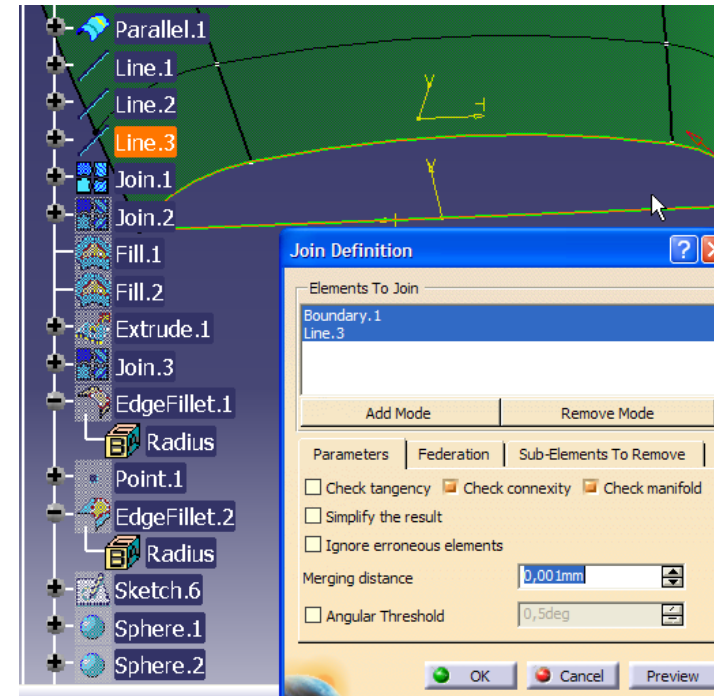 Parallel.1
Line.1
Line.2
Line.3
Join.1
Join.2
Fill.1
Fill.2
Extrude.1
Join.3
EdgeFillet.1
Radius
Point.1
EdgeFillet.2
Radius
Sketch.6
Sphere.1
Sphere.2
V
H
V
H
Join Definition
Elements To Join
Boundary.1
Line.3
Add Mode
Remove Mode
Parameters
Federation
Sub-Elements To Remove
Check tangency
Check connexity
Check manifold
Simplify the result
Ignore erroneous elements
Merging distance
0,001mm
Angular Threshold
0,5deg
OK
Cancel
Preview